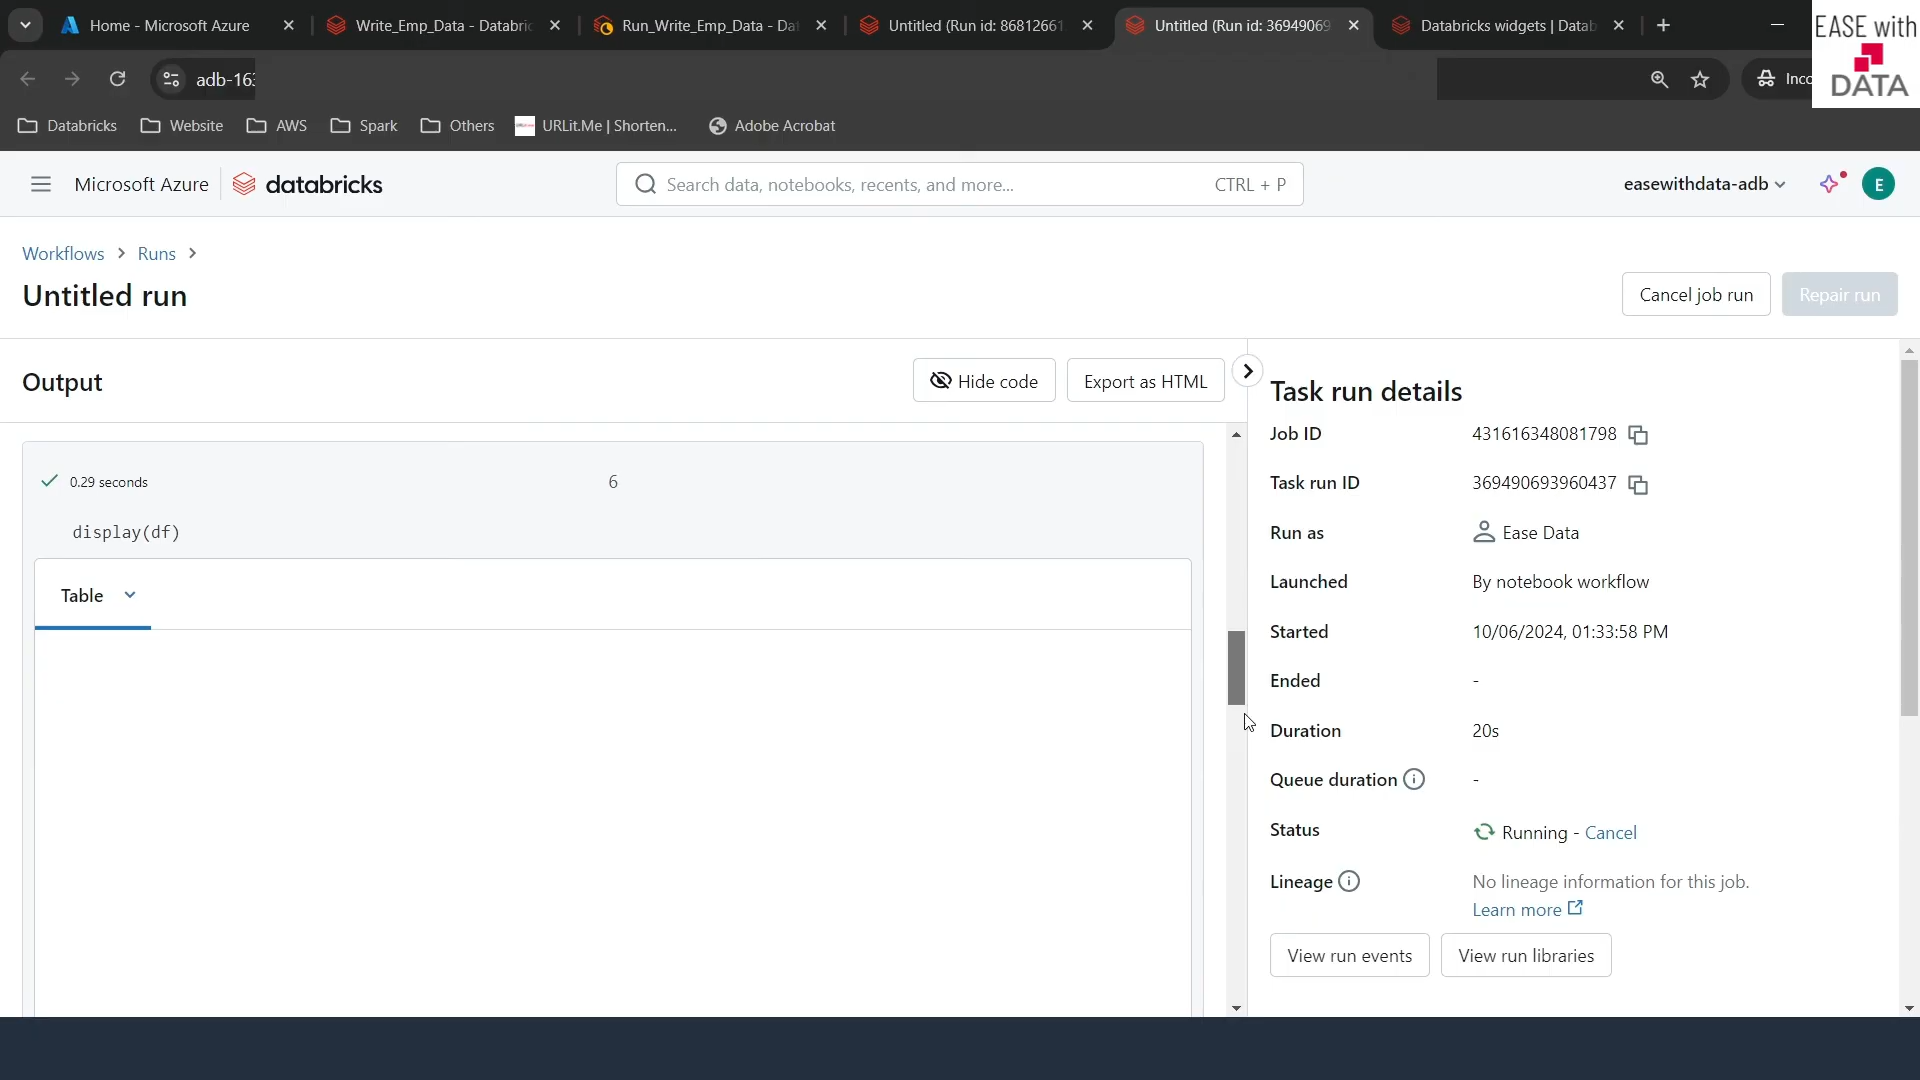 Home - Microsoft Azure
Write_Emp_Data - Databric
Run_Write_Emp_Data - Da
Untitled (Run id: 86812661
Untitled (Run id: 36949069
Databricks widgets | Datab
EASE with
DATA
adb-163
Inco
Databricks
Website
AWS
Spark
Others
URLit.Me | Shorten...
Adobe Acrobat
Microsoft Azure
databricks
Search data, notebooks, recents, and more...
CTRL + P
easewithdata-adb
E
Workflows > Runs >
Untitled run
Cancel job run
Repair run
Output
Hide code
Export as HTML
0.29 seconds
6
display(df)
Table
Task run details
Job ID 431616348081798
Task run ID 369490693960437
Run as Ease Data
Launched By notebook workflow
Started 10/06/2024, 01:33:58 PM
Ended -
Duration 20s
Queue duration -
Status Running - Cancel
Lineage No lineage information for this job.
Learn more
View run events
View run libraries